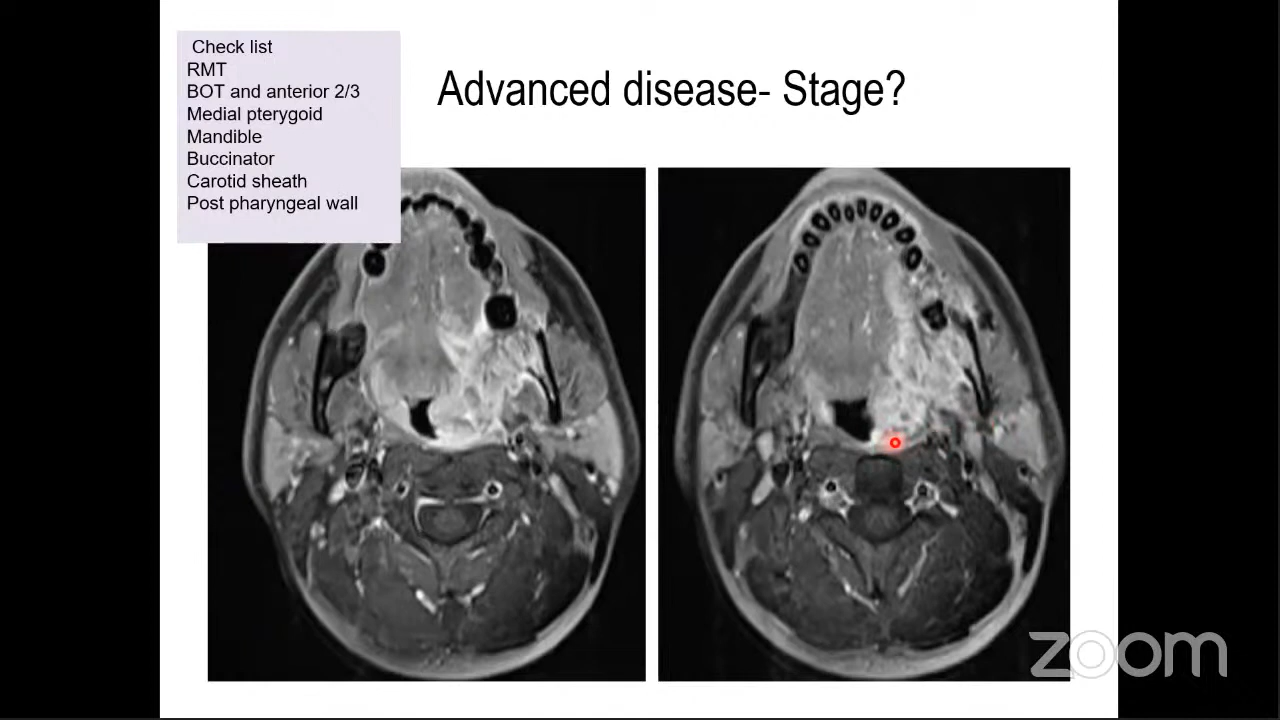 Check list
RMT
BOT and anterior 2/3
Medial pterygoid
Mandible
Buccinator
Carotid sheath
Post pharyngeal wall
Advanced disease- Stage?
zoom